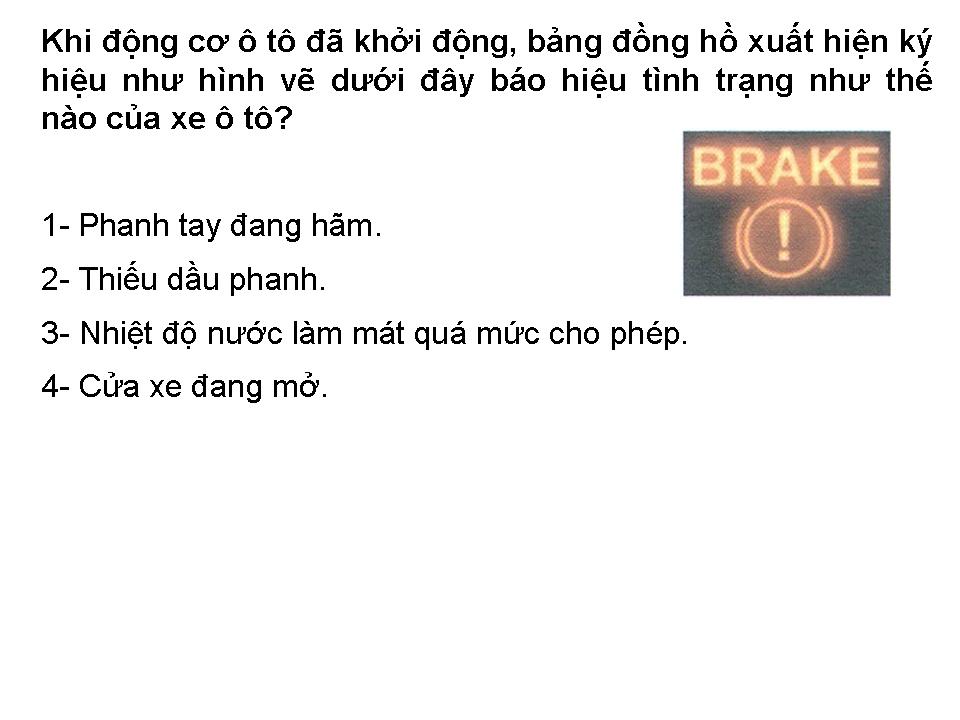 Khi động cơ ô tô đã khởi động, bảng đồng hồ xuất hiện ký
hiệu như hình vẽ dưới đây báo hiệu tình trạng như thế
nào của xe ô tô?
BRAKE
!
1- Phanh tay đang hãm.
2- Thiếu dầu phanh.
3- Nhiệt độ nước làm mát quá mức cho phép.
4- Cửa xe đang mở.